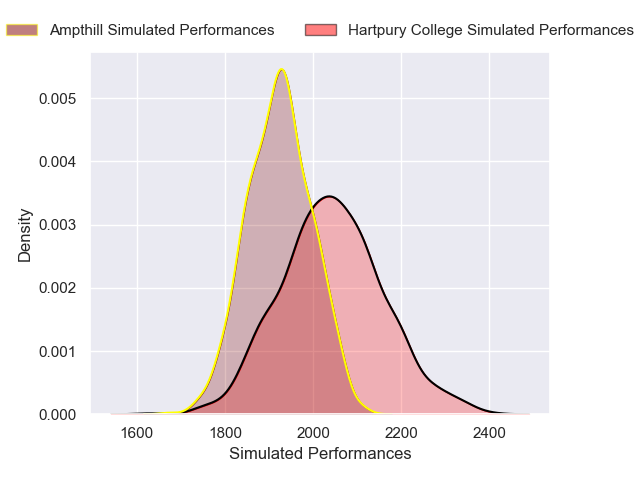 Ampthill Simulated Performances Hartpury College Simulated Performances
0.005
0.004
0.003
0.002
0.001
0.000
Density
1600 1800 2000 2200 2400
Simulated Performances